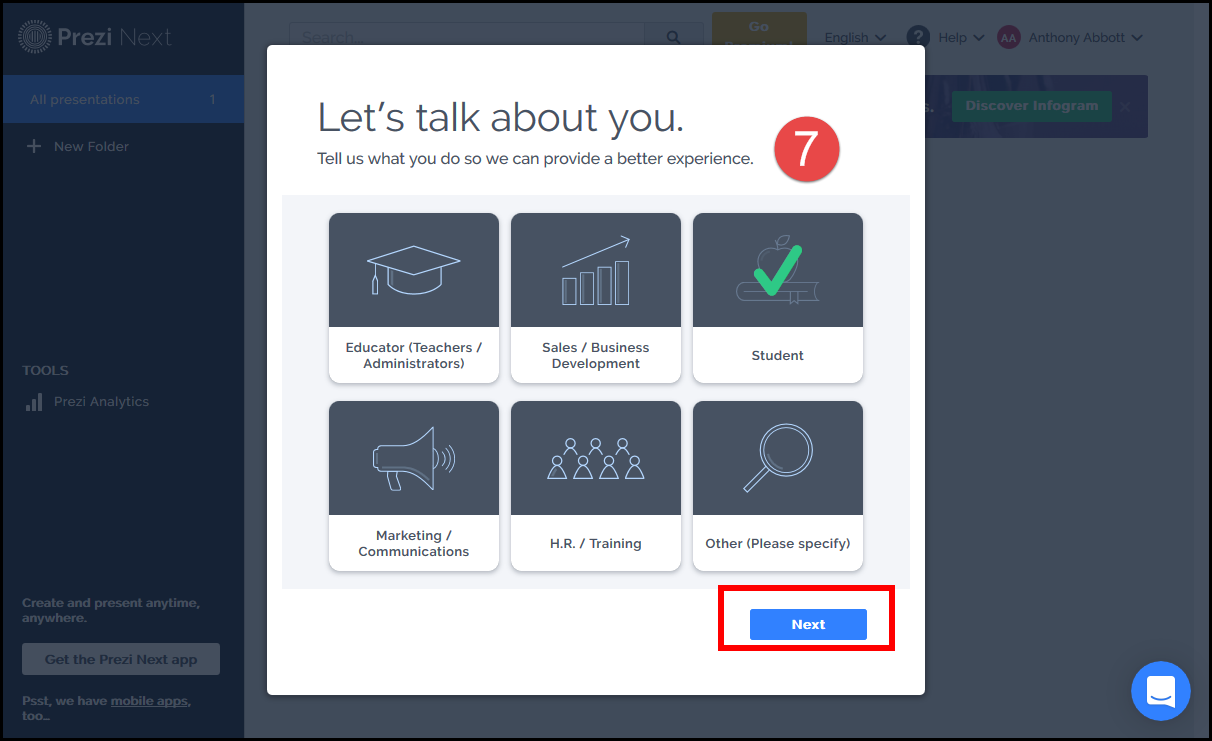 Prezi Next
Search...
Go
English
?
Help
AA
Anthony Abbott
All presentations 1
New Folder
s.
Discover Infogram
Let's talk about you.
Tell us what you do so we can provide a better experience.
7
Educator (Teachers /
Administrators)
Sales / Business
Development
Student
Marketing /
Communications
H.R. / Training
Other (Please specify)
Next
TOOLS
Prezi Analytics
Create and present anytime,
anywhere.
Get the Prezi Next app
Psst, we have mobile apps,
too...